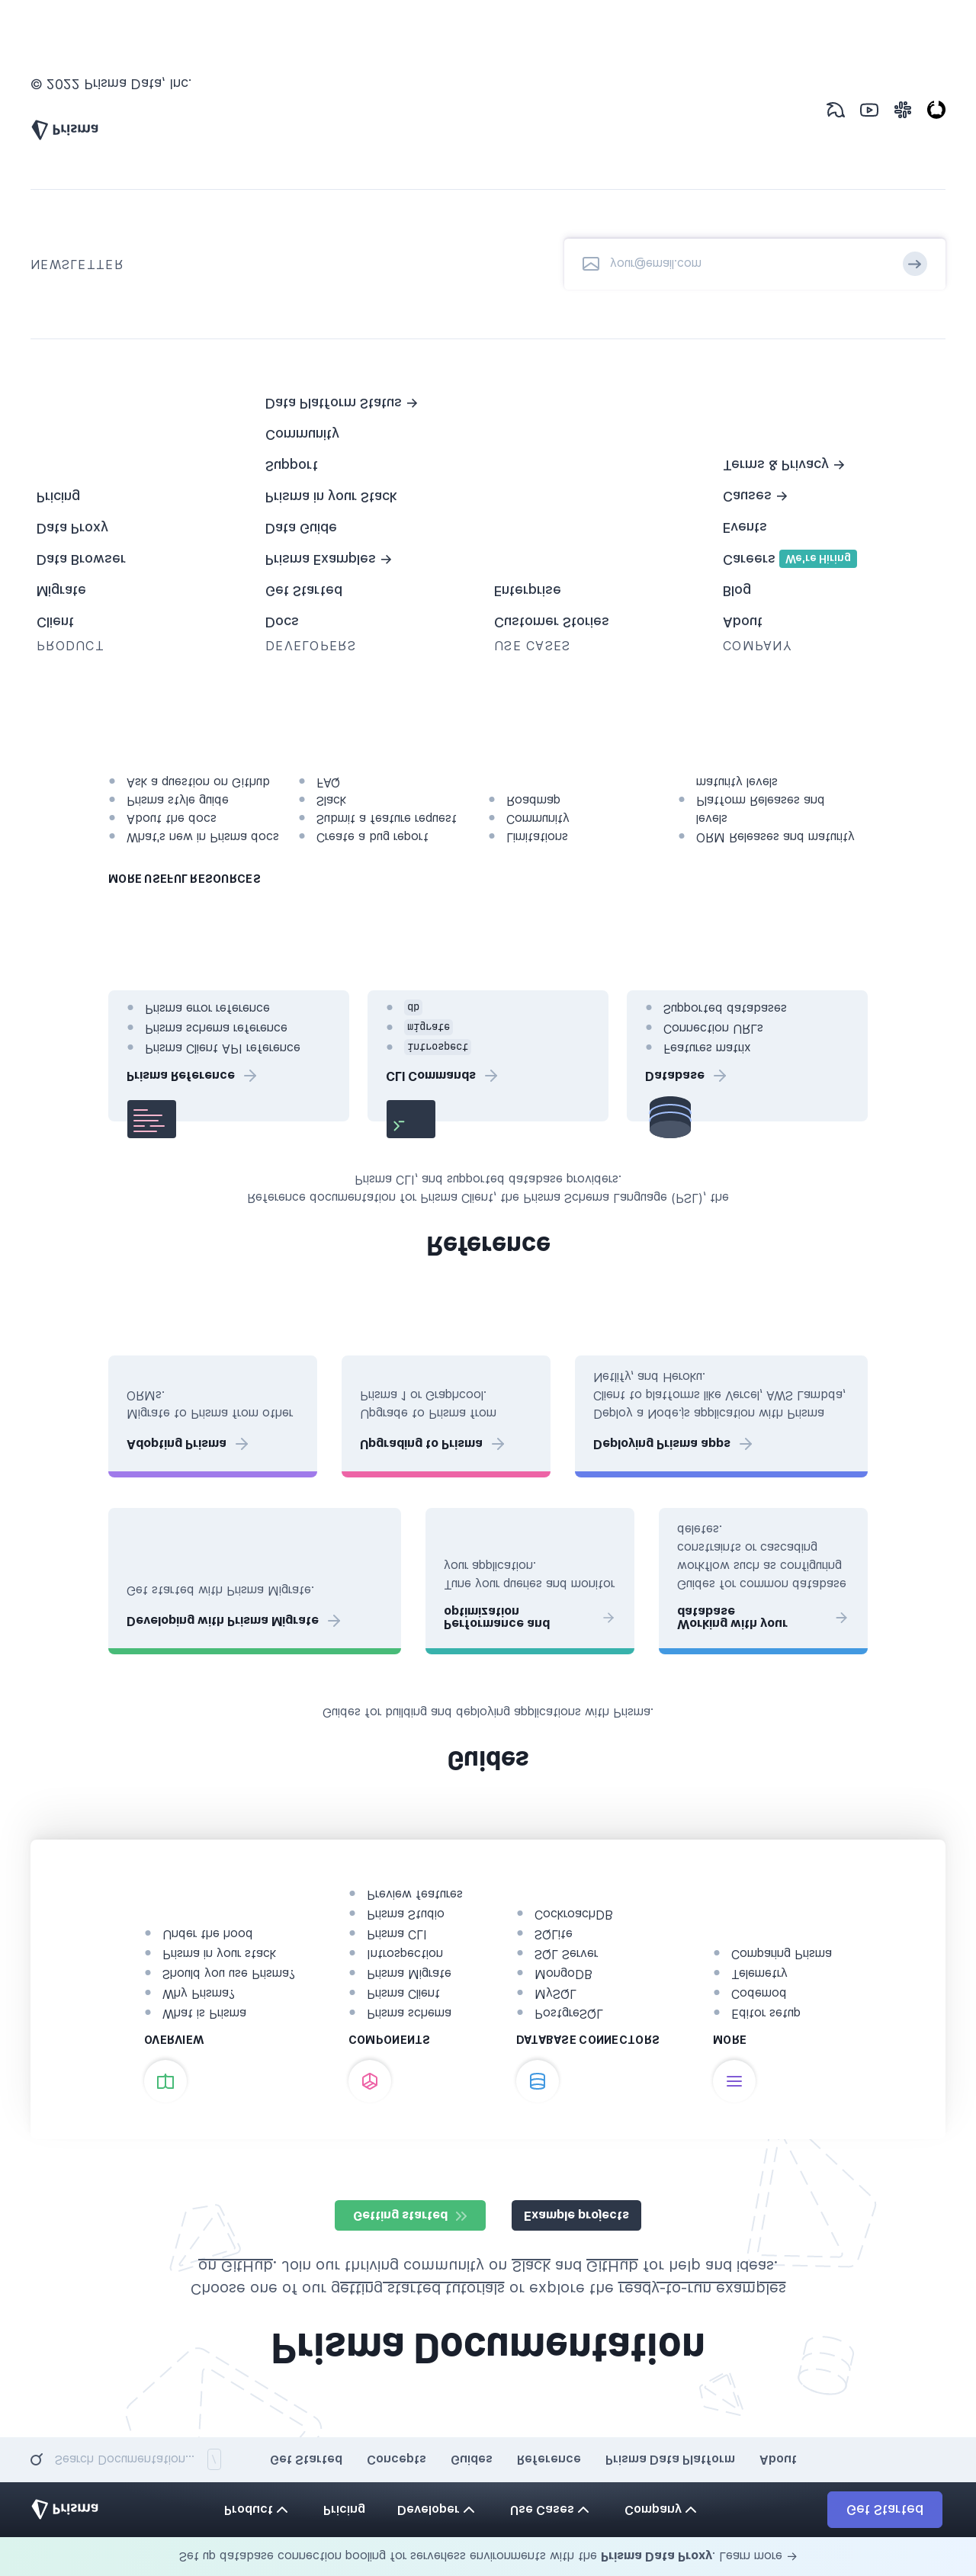 Set up database connection pooling for serverless environments with the Prisma Data Proxy. Learn more →
Prisma
Product
Pricing
Developer
Use Cases
Company
Get Started
Search Documentation... /
Get Started
Concepts
Guides
Reference
Prisma Data Platform
About
Prisma Documentation
Choose one of our getting started tutorials or explore the ready-to-run examples
on GitHub. Join our thriving community on Slack and GitHub for help and ideas.
Getting started
Example projects
OVERVIEW
What is Prisma
Why Prisma?
Should you use Prisma?
Prisma in your stack
Under the hood
COMPONENTS
Prisma schema
Prisma Client
Prisma Migrate
Introspection
Prisma CLI
Prisma Studio
Preview features
DATABASE CONNECTORS
PostgreSQL
MySQL
MongoDB
SQL Server
SQLite
CockroachDB
MORE
Editor setup
Codemod
Telemetry
Comparing Prisma
Guides
Guides for building and deploying applications with Prisma.
Developing with Prisma Migrate
Get started with Prisma Migrate.
Performance and
optimization
Tune your queries and monitor
your application.
Working with your
database
Guides for common database
workflow such as configuring
constraints or cascading
deletes.
Adopting Prisma
Migrate to Prisma from other
ORMs.
Upgrading to Prisma
Upgrade to Prisma from
Prisma 1 or Graphcool.
Deploying Prisma apps
Deploy a Node.js application with Prisma
Client to platforms like Vercel, AWS Lambda,
Netlify, and Heroku.
Reference
Reference documentation for Prisma Client, the Prisma Schema Language (PSL), the
Prisma CLI, and supported database providers.
Prisma Reference
Prisma Client API reference
Prisma schema reference
Prisma error reference
CLI Commands
introspect
migrate
db
Database
Features matrix
Connection URLs
Supported databases
MORE USEFUL RESOURCES
What's new in Prisma docs
About the docs
Prisma style guide
Ask a question on Github
Create a bug report
Submit a feature request
Slack
FAQ
Limitations
Community
Roadmap
ORM Releases and maturity
levels
Platform Releases and
maturity levels
PRODUCT
Client
Migrate
Data Browser
Data Proxy
Pricing
DEVELOPERS
Docs
Get Started
Prisma Examples →
Data Guide
Prisma in your Stack
Support
Community
Data Platform Status →
USE CASES
Customer Stories
Enterprise
COMPANY
About
Blog
Careers We're Hiring
Events
Causes →
Terms & Privacy →
NEWSLETTER
your@email.com
Prisma
© 2022 Prisma Data, Inc.